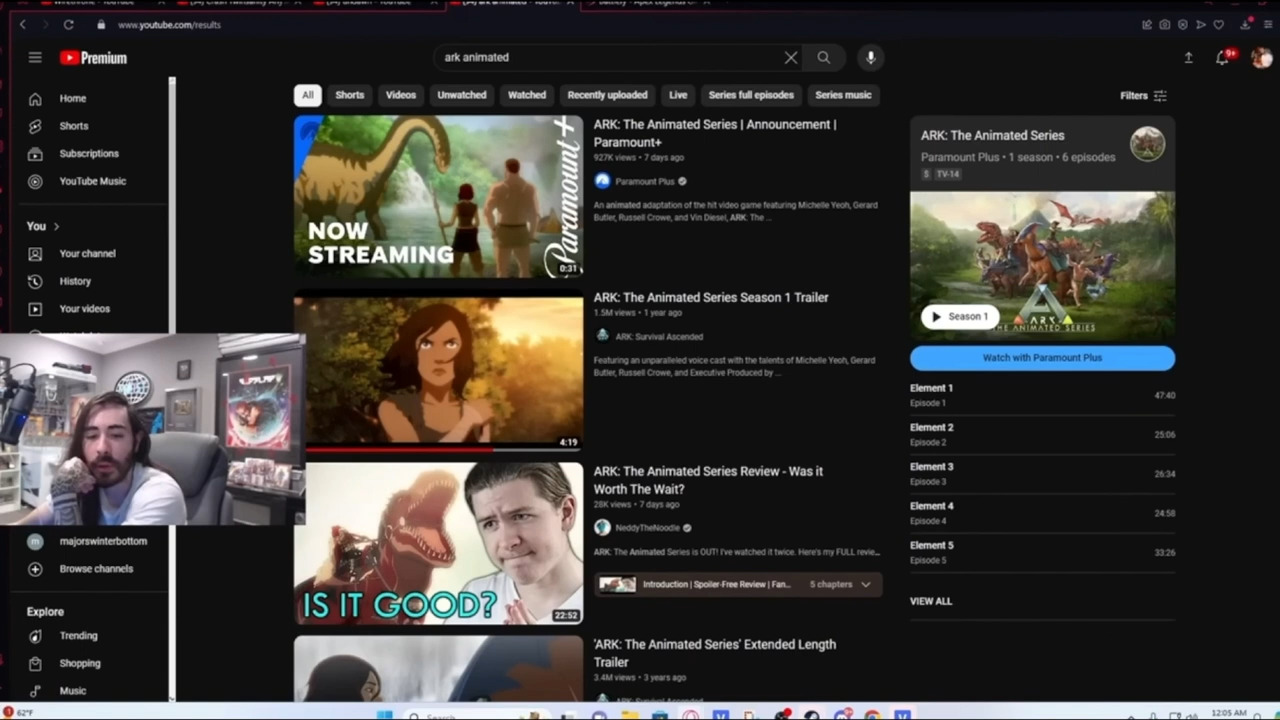 [34] ark animated - YouTube
www.youtube.com/results
Premium
ark animated
9+
Home
Shorts
Subscriptions
YouTube Music
You
Your channel
History
Your videos
majorswinterbottom
Browse channels
Explore
Trending
Shopping
Music
All
Shorts
Videos
Unwatched
Watched
Recently uploaded
Live
Series full episodes
Series music
Filters
NOW
STREAMING
Paramount+
0:31
ARK: The Animated Series | Announcement |
Paramount+
927K views • 7 days ago
Paramount Plus
An animated adaptation of the hit video game featuring Michelle Yeoh, Gerard
Butler, Russell Crowe, and Vin Diesel, ARK: The ...
4:19
ARK: The Animated Series Season 1 Trailer
1.5M views • 1 year ago
ARK: Survival Ascended
Featuring an unparalleled voice cast with the talents of Michelle Yeoh, Gerard
Butler, Russell Crowe, and Executive Produced by ...
IS IT GOOD?
22:52
ARK: The Animated Series Review - Was it
Worth The Wait?
28K views • 7 days ago
NeddyTheNoodle
ARK: The Animated Series is OUT! I've watched it twice. Here's my FULL revie...
Introduction | Spoiler-Free Review | Fan... 5 chapters
'ARK: The Animated Series' Extended Length
Trailer
3.4M views • 3 years ago
ARK: Survival Ascended
ARK: The Animated Series
Paramount Plus • 1 season • 6 episodes
$ TV-14
ARK
THE ANIMATED SERIES
Season 1
Watch with Paramount Plus
Element 1
Episode 1
47:40
Element 2
Episode 2
25:06
Element 3
Episode 3
26:34
Element 4
Episode 4
24:58
Element 5
Episode 5
33:26
VIEW ALL
62°F
Search
12:05 AM